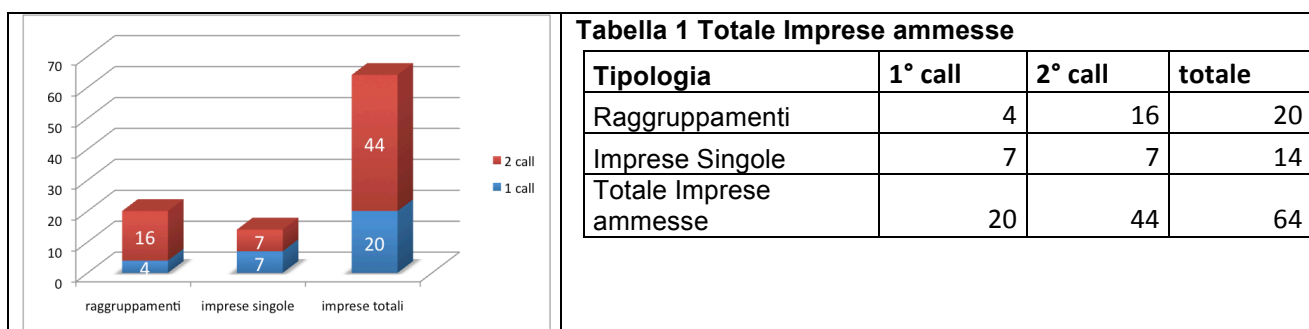 70
60
50
40
30
20
10
0
16
4
7
7
44
20
raggruppamenti imprese singole imprese totali
2 call
1 call
Tabella 1 Totale Imprese ammesse
Tipologia 1° call 2° call totale
Raggruppamenti 4 16 20
Imprese Singole 7 7 14
Totale Imprese
ammesse 20 44 64